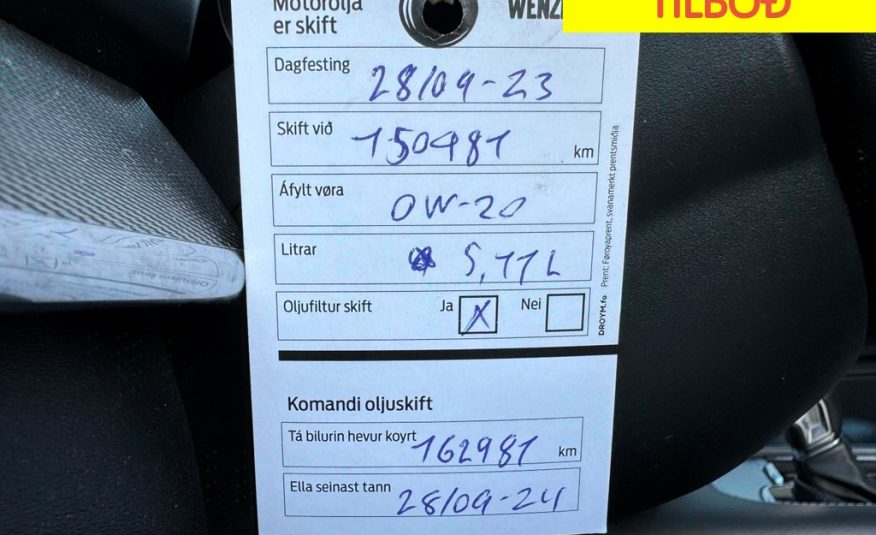 TILBOÐ
Motorolja
er skift
Dagfesting 28/09-23
Skift við 150481 km
Áfylt vøra 0W-20
Litrar 5,11 L
Oljufiltur skift Ja X Nei
Prent: Føroyaprent, svanamerkt prentsmiðja
DROYM.fo
Komandi oljuskift
Tá bilurin hevur koyrt 162981 km
Ella seinast tann 28/09-24